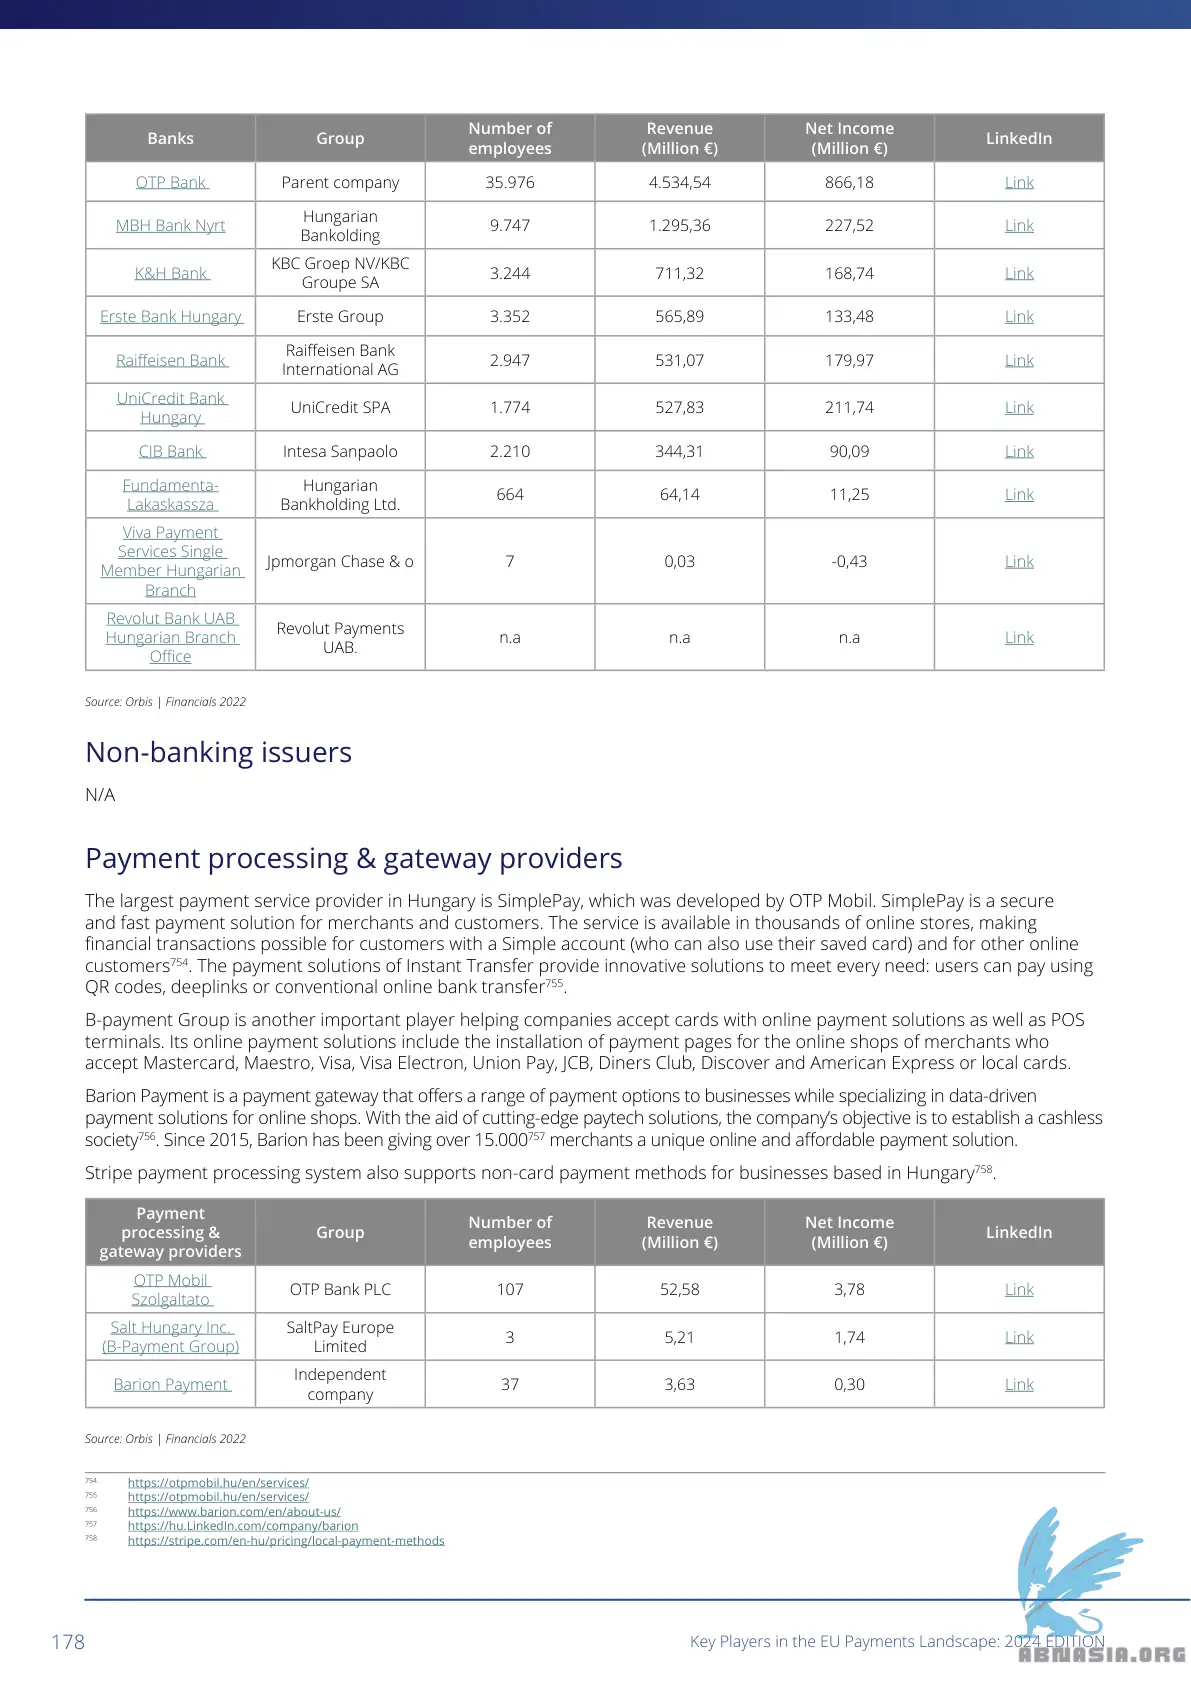 Banks
Group
Number of
employees
Revenue
(Million €)
Net Income
(Million €)
LinkedIn
OTP Bank
Parent company
35.976
4.534,54
866,18
Link
MBH Bank Nyrt
Hungarian
Bankolding
9.747
1.295,36
227,52
Link
K&H Bank
KBC Groep NV/KBC
Groupe SA
3.244
711,32
168,74
Link
Erste Bank Hungary
Erste Group
3.352
565,89
133,48
Link
Raiffeisen Bank
Raiffeisen Bank
International AG
2.947
531,07
179,97
Link
UniCredit Bank
Hungary
UniCredit SPA
1.774
527,83
211,74
Link
CIB Bank
Intesa Sanpaolo
2.210
344,31
90,09
Link
Fundamenta-
Lakaskassza
Hungarian
Bankholding Ltd.
664
64,14
11,25
Link
Viva Payment
Services Single
Member Hungarian
Branch
Jpmorgan Chase & o
7
0,03
-0,43
Link
Revolut Bank UAB
Hungarian Branch
Office
Revolut Payments
UAB.
n.a
n.a
n.a
Link
Source: Orbis | Financials 2022
Non-banking issuers
N/A
Payment processing & gateway providers
The largest payment service provider in Hungary is SimplePay, which was developed by OTP Mobil. SimplePay is a secure
and fast payment solution for merchants and customers. The service is available in thousands of online stores, making
financial transactions possible for customers with a Simple account (who can also use their saved card) and for other online
customers754. The payment solutions of Instant Transfer provide innovative solutions to meet every need: users can pay using
QR codes, deeplinks or conventional online bank transfer755.
B-payment Group is another important player helping companies accept cards with online payment solutions as well as POS
terminals. Its online payment solutions include the installation of payment pages for the online shops of merchants who
accept Mastercard, Maestro, Visa, Visa Electron, Union Pay, JCB, Diners Club, Discover and American Express or local cards.
Barion Payment is a payment gateway that offers a range of payment options to businesses while specializing in data-driven
payment solutions for online shops. With the aid of cutting-edge paytech solutions, the company’s objective is to establish a cashless
society756. Since 2015, Barion has been giving over 15.000757 merchants a unique online and affordable payment solution.
Stripe payment processing system also supports non-card payment methods for businesses based in Hungary758.
Payment
processing &
gateway providers
Group
Number of
employees
Revenue
(Million €)
Net Income
(Million €)
LinkedIn
OTP Mobil
Szolgaltato
OTP Bank PLC
107
52,58
3,78
Link
Salt Hungary Inc.
(B-Payment Group)
SaltPay Europe
Limited
3
5,21
1,74
Link
Barion Payment
Independent
company
37
3,63
0,30
Link
Source: Orbis | Financials 2022
754 https://otpmobil.hu/en/services/
755 https://otpmobil.hu/en/services/
756 https://www.barion.com/en/about-us/
757 https://hu.LinkedIn.com/company/barion
758 https://stripe.com/en-hu/pricing/local-payment-methods
178
Key Players in the EU Payments Landscape: 2024 EDITION
ABNASIA.ORG